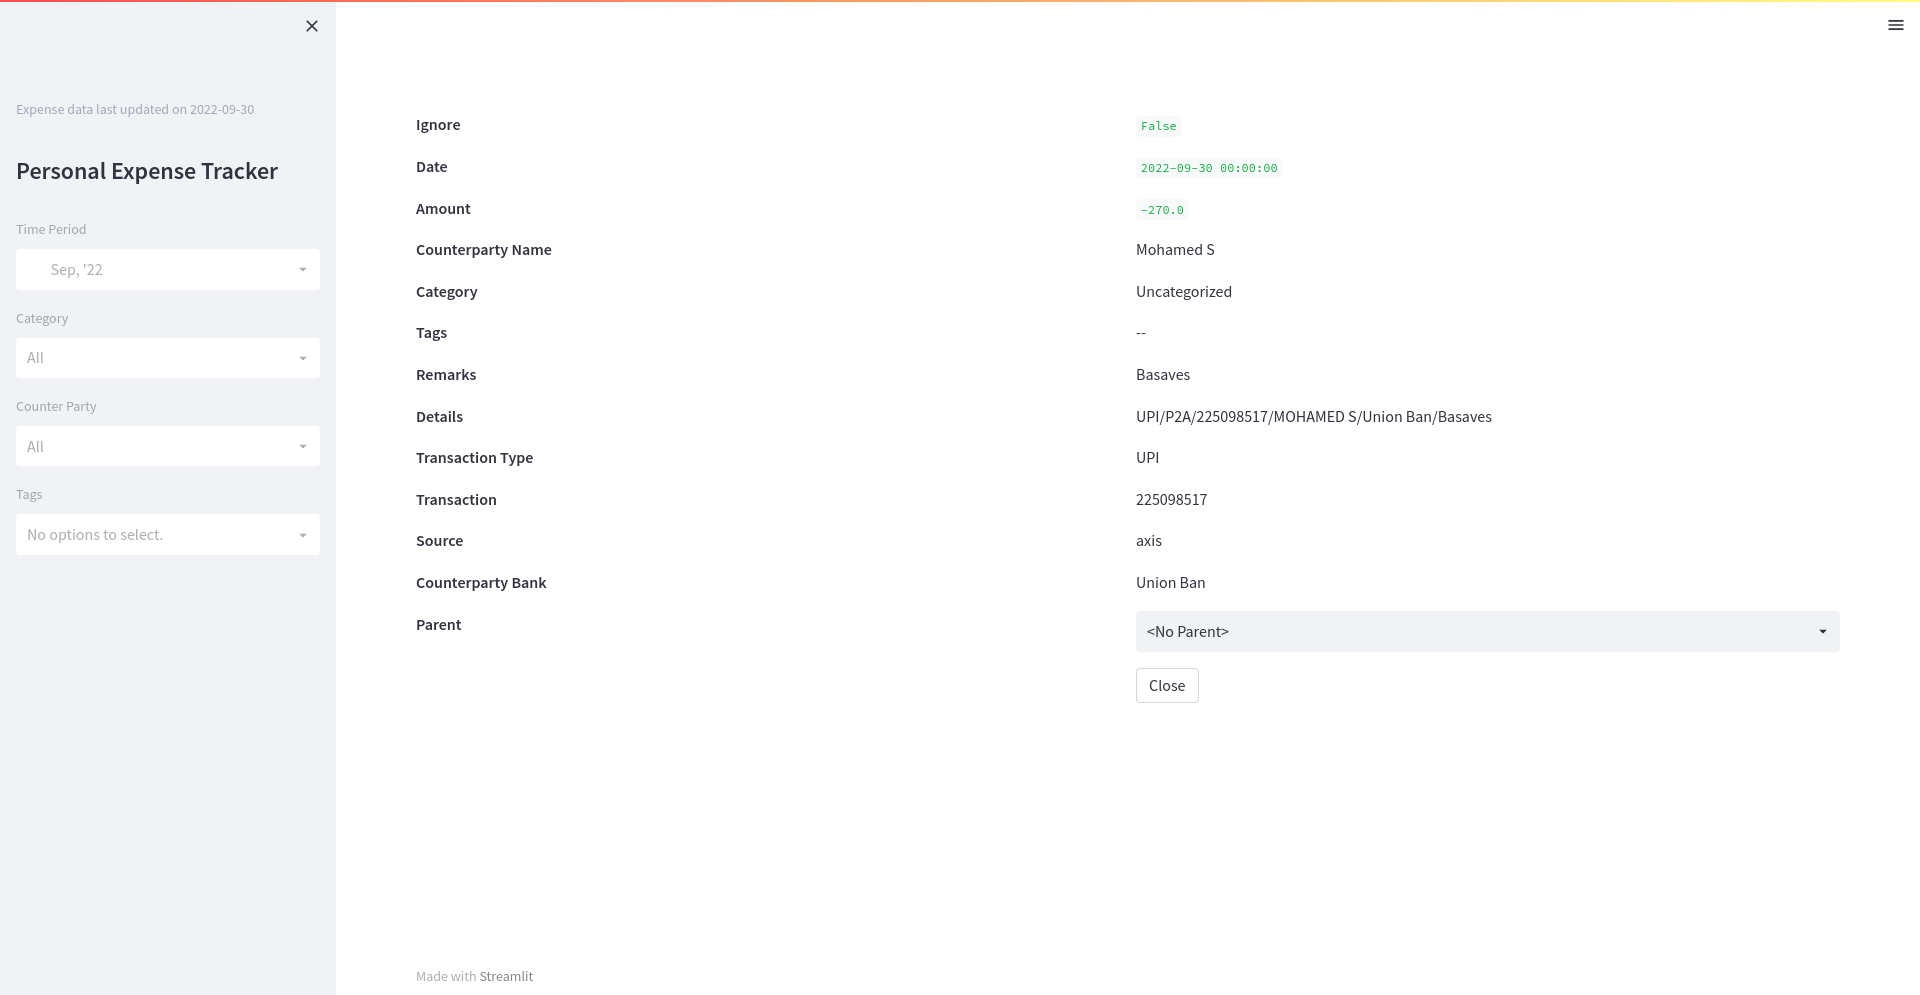 Expense data last updated on 2022-09-30
Personal Expense Tracker
Time Period
Sep, '22
Category
All
Counter Party
All
Tags
No options to select.
Ignore False
Date 2022-09-30 00:00:00
Amount -270.0
Counterparty Name Mohamed S
Category Uncategorized
Tags --
Remarks Basaves
Details UPI/P2A/225098517/MOHAMED S/Union Ban/Basaves
Transaction Type UPI
Transaction 225098517
Source axis
Counterparty Bank Union Ban
Parent <No Parent>
Close
Made with Streamlit